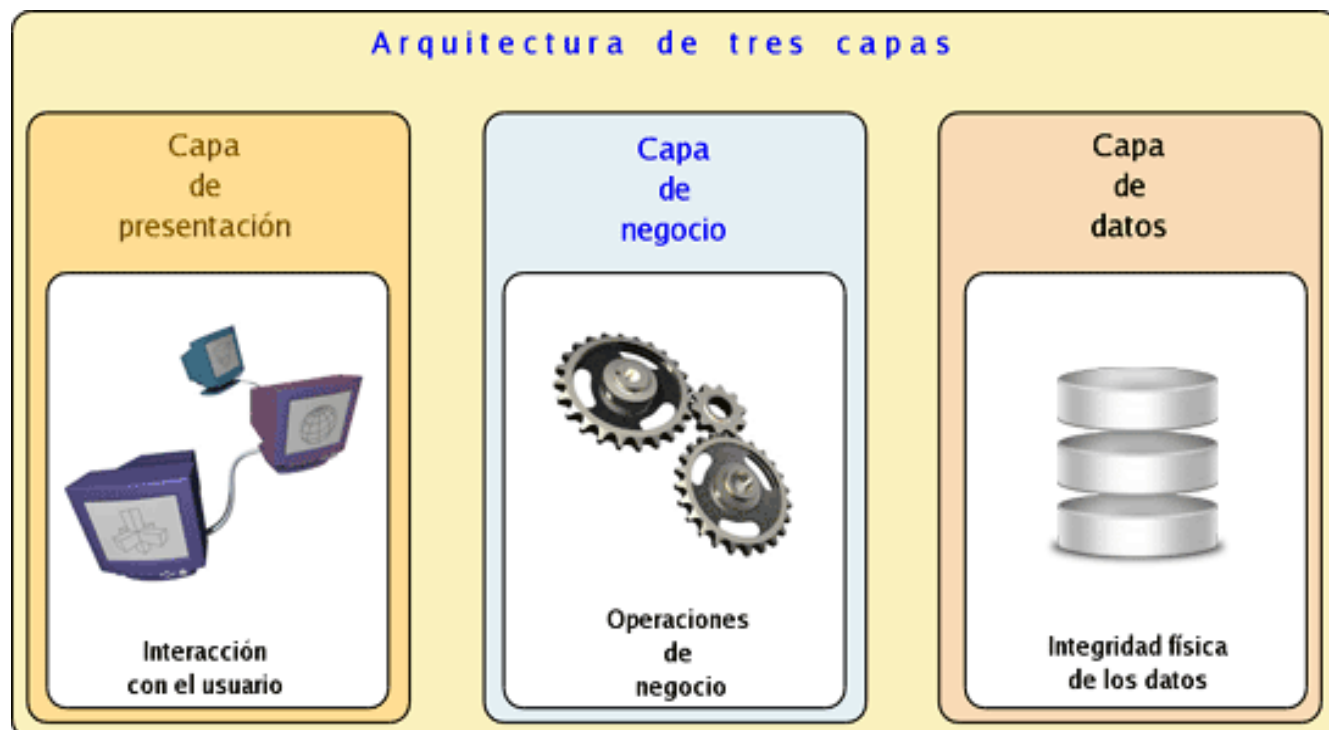 Arquitectura de tres capas
Capa
de
presentación
Interacción
con el usuario
Capa
de
negocio
Operaciones
de
negocio
Capa
de
datos
Integridad física
de los datos